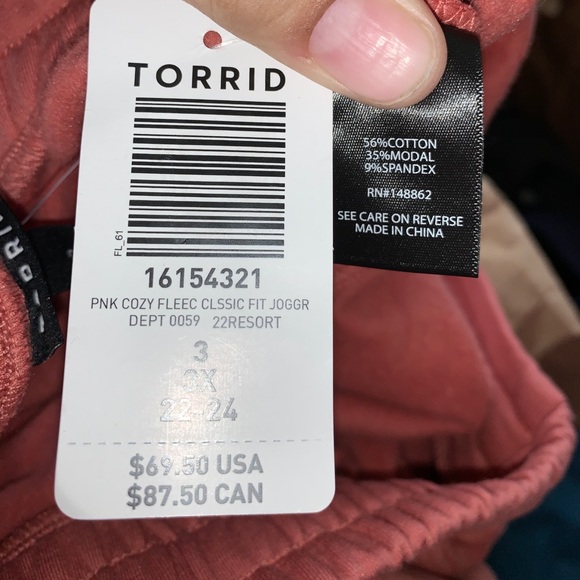 TORRID
FL_61
16154321
PNK COZY FLEEC CLSSIC FIT JOGGR
DEPT 0059 22RESORT
3
3X
22-24
$69.50 USA
$87.50 CAN
56%COTTON
35%MODAL
9%SPANDEX
RN#148862
SEE CARE ON REVERSE
MADE IN CHINA